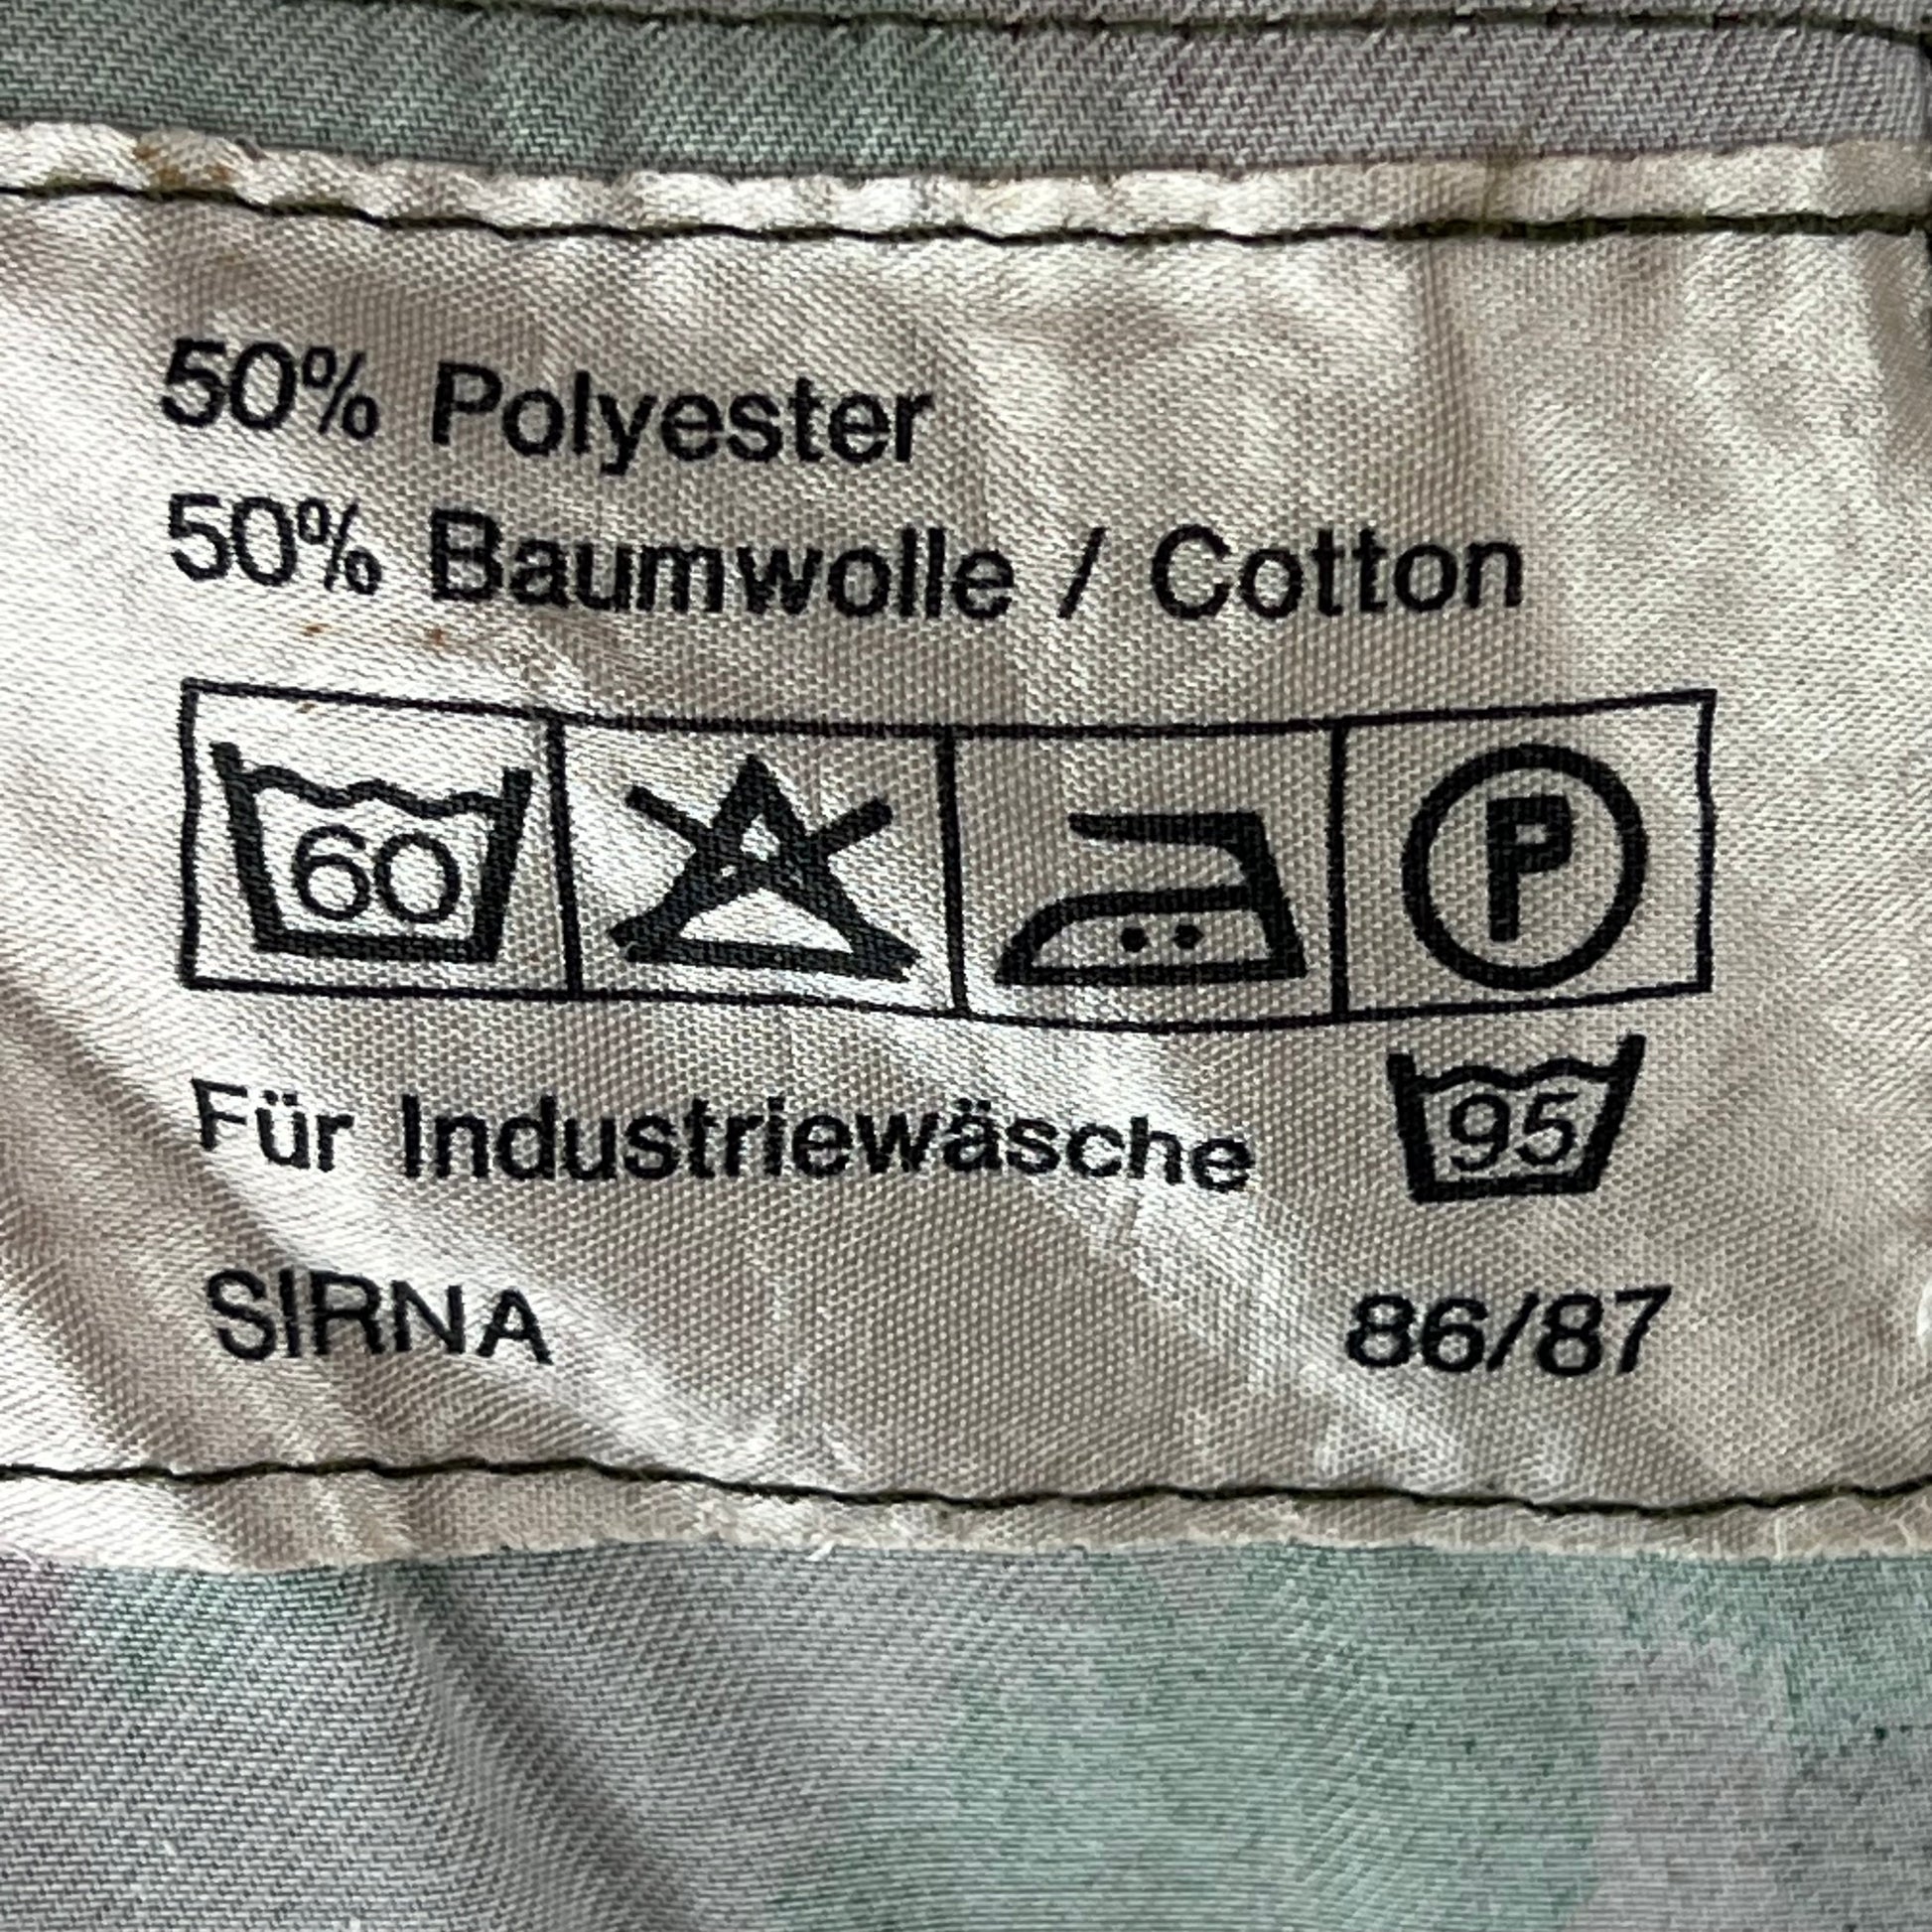 50% Polyester
50% Baumwolle / Cotton
60 P
Für Industriewäsche 95
SIRNA 86/87